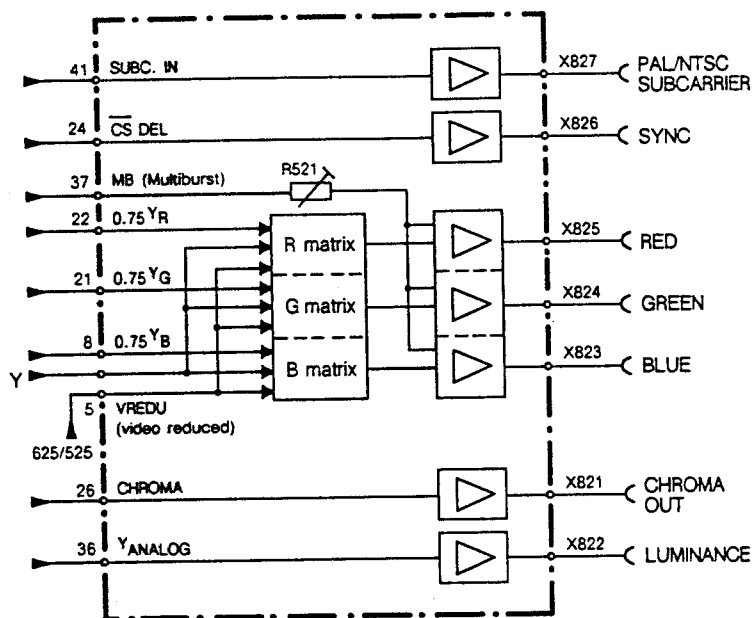 41 SUBC. IN X827 PAL/NTSC
SUBCARRIER
24 CS DEL X826 SYNC
37 MB (Multiburst) R521
22 0.75 YR R matrix X825 RED
21 0.75 YG G matrix X824 GREEN
8 0.75 YB B matrix X823 BLUE
Y
5 VREDU
(video reduced)
625/525
26 CHROMA X821 CHROMA
OUT
36 YANALOG X822 LUMINANCE